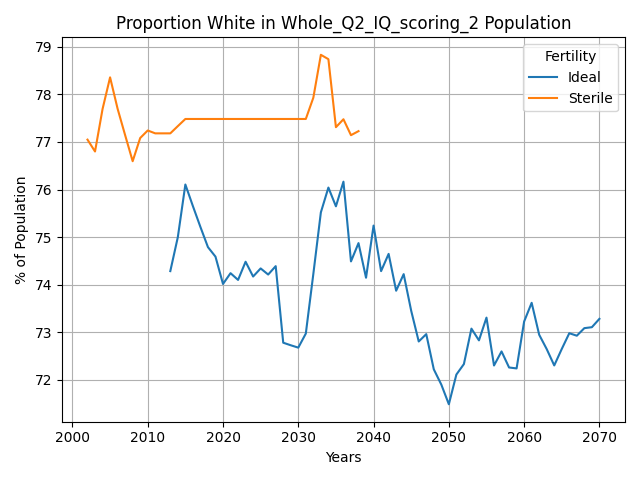 Proportion White in Whole_Q2_IQ_scoring_2 Population
79
78
77
76
75
74
73
72
% of Population
Fertility
Ideal
Sterile
2000 2010 2020 2030 2040 2050 2060 2070
Years